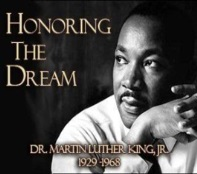 HONORING
THE
DREAM
DR. MARTIN LUTHER KING, JR.
1929-1968